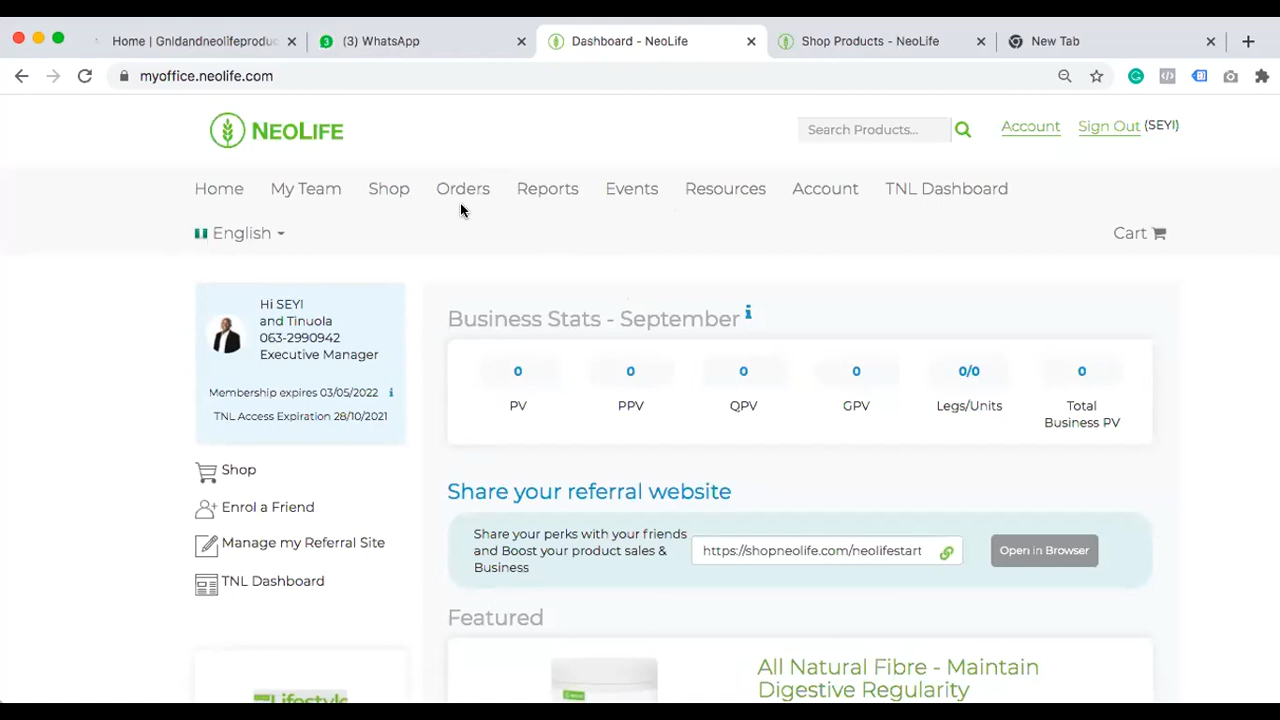 Home | Gnldandneolifeproduc
(3) WhatsApp
Dashboard - NeoLife
Shop Products - NeoLife
New Tab
3
myoffice.neolife.com
NEOLIFE
Search Products...
Account
Sign Out (SEYI)
Home
My Team
Shop
Orders
Reports
Events
Resources
Account
TNL Dashboard
English
Cart
Hi SEYI
and Tinuola
063-2990942
Executive Manager
Membership expires 03/05/2022
TNL Access Expiration 28/10/2021
Shop
Enrol a Friend
Manage my Referral Site
TNL Dashboard
Business Stats - September
0
0
0
0
0/0
0
PV
PPV
QPV
GPV
Legs/Units
Total
Business PV
Share your referral website
Share your perks with your friends
and Boost your product sales &
Business
https://shopneolife.com/neolifestart
Open in Browser
Featured
All Natural Fibre - Maintain
Digestive Regularity
Lifestyle